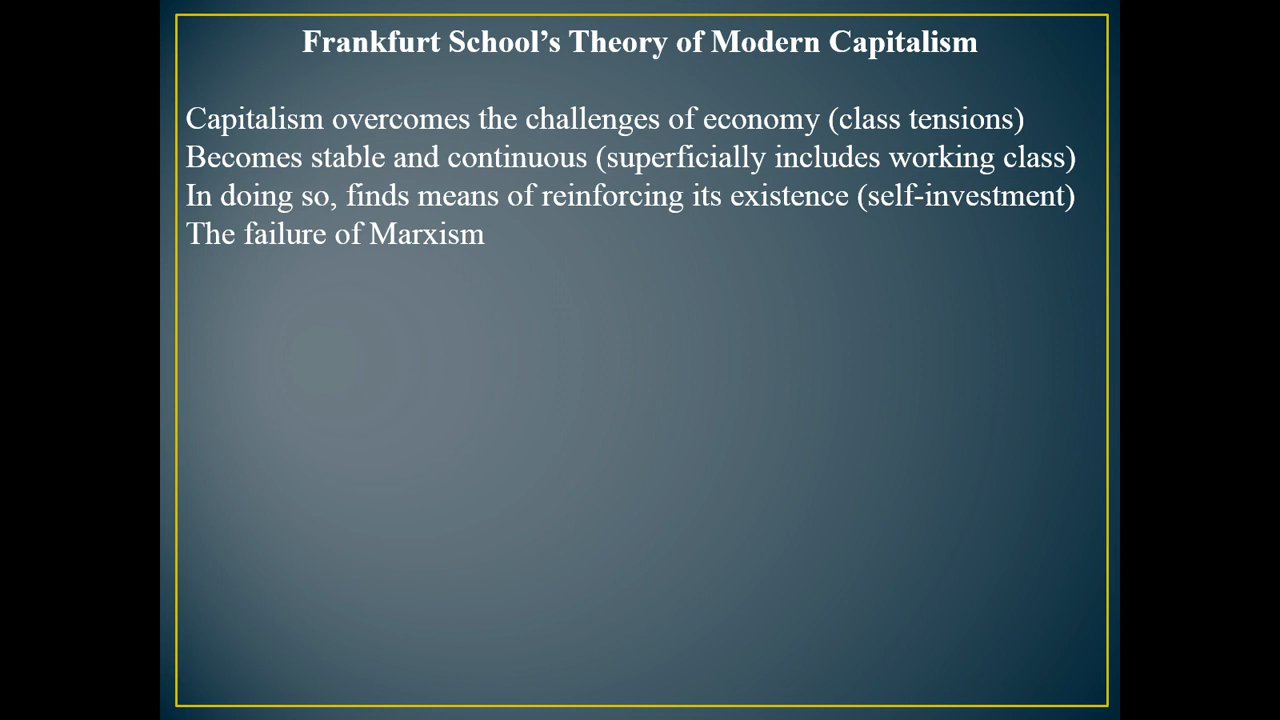 Frankfurt School’s Theory of Modern Capitalism
Capitalism overcomes the challenges of economy (class tensions)
Becomes stable and continuous (superficially includes working class)
In doing so, finds means of reinforcing its existence (self-investment)
The failure of Marxism